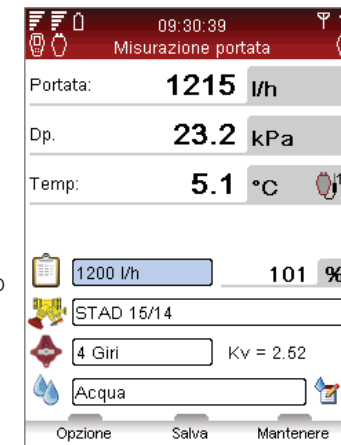 09:30:39
Misurazione portata
Portata: 1215 l/h
Dp. 23.2 kPa
Temp: 5.1 °C
1200 l/h 101 %
STAD 15/14
4 Giri Kv = 2.52
Acqua
Opzione Salva Mantenere